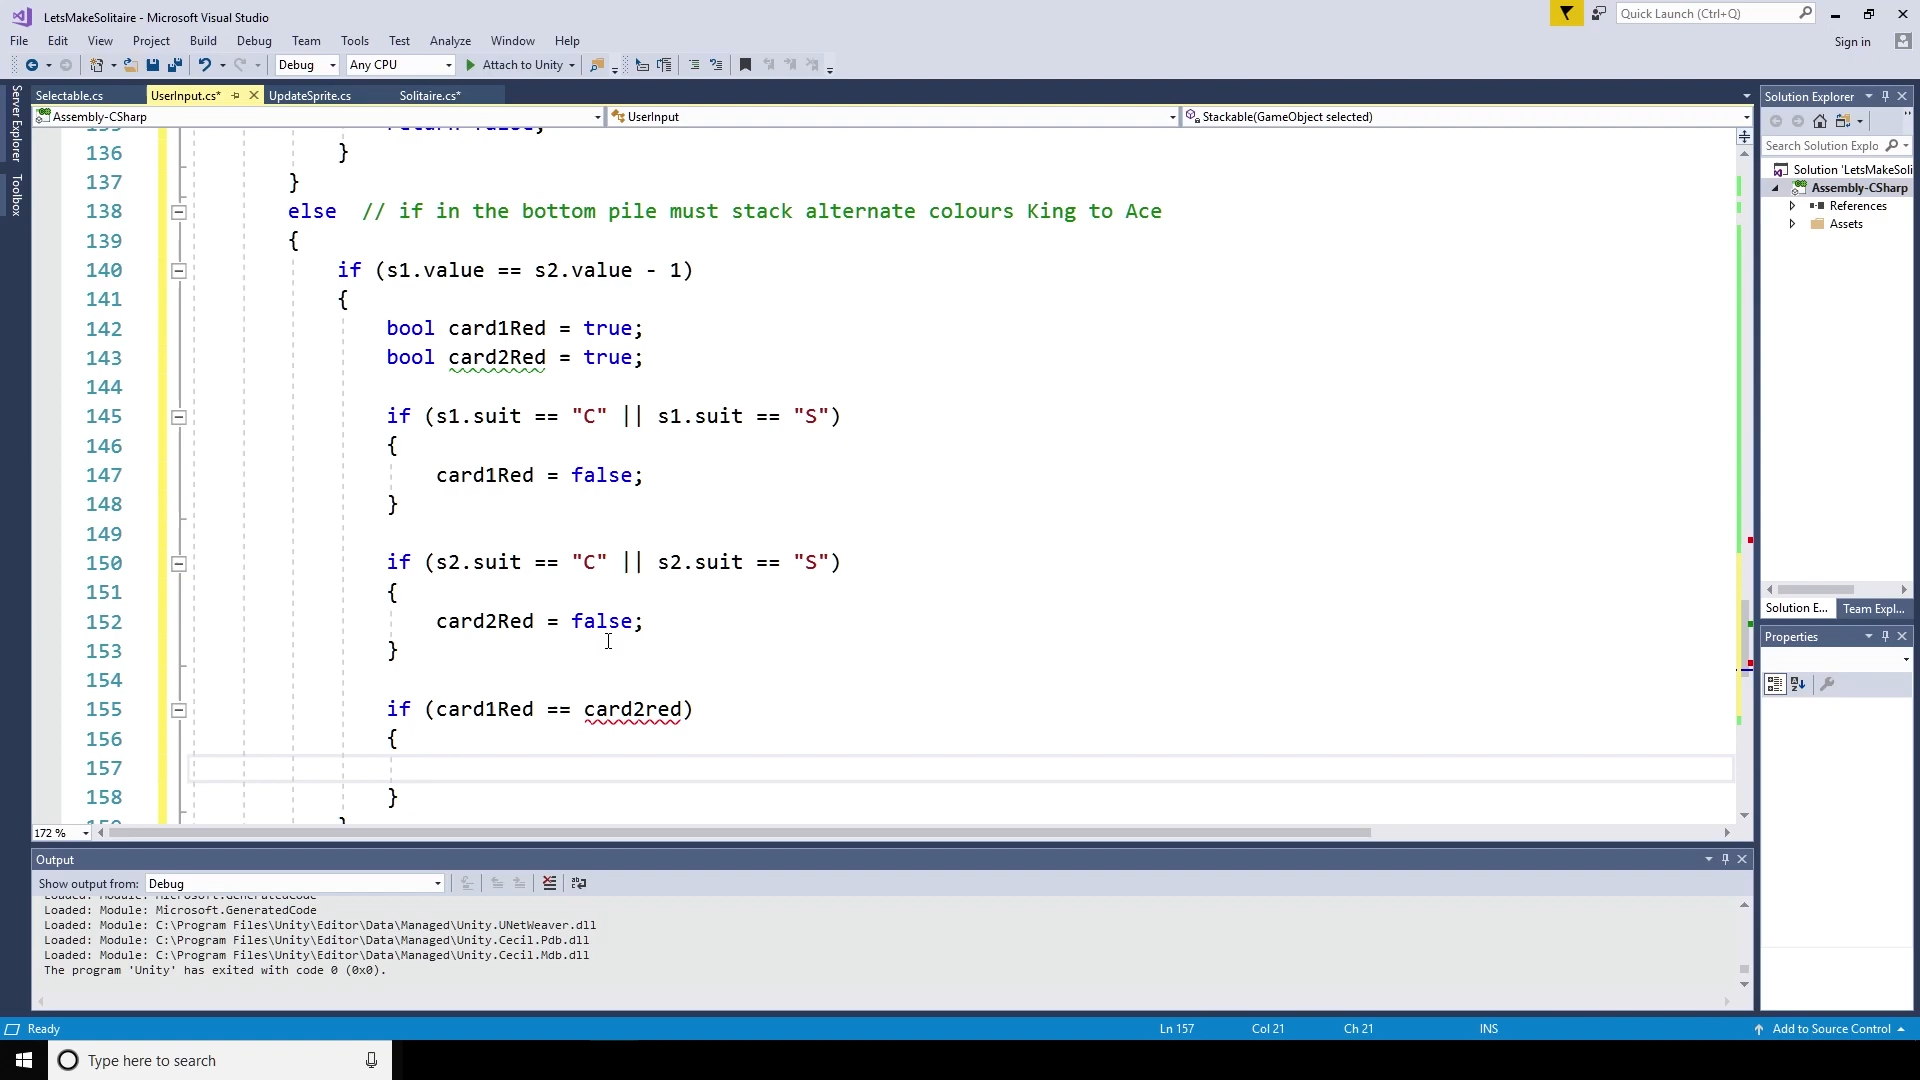 LetsMakeSolitaire - Microsoft Visual Studio
Quick Launch (Ctrl+Q)
File Edit View Project Build Debug Team Tools Test Analyze Window Help
Sign in
Debug Any CPU Attach to Unity
Server Explorer
Toolbox
Selectable.cs UserInput.cs* UpdateSprite.cs Solitaire.cs*
Assembly-CSharp UserInput Stackable(GameObject selected)
136 }
137 }
138 else // if in the bottom pile must stack alternate colours King to Ace
139 {
140 if (s1.value == s2.value - 1)
141 {
142 bool card1Red = true;
143 bool card2Red = true;
144
145 if (s1.suit == "C" || s1.suit == "S")
146 {
147 card1Red = false;
148 }
149
150 if (s2.suit == "C" || s2.suit == "S")
151 {
152 card2Red = false;
153 }
154
155 if (card1Red == card2red)
156 {
157
158 }
172 %
Solution Explorer
Search Solution Explo
Solution 'LetsMakeSoli
Assembly-CSharp
References
Assets
Solution E... Team Expl...
Properties
Output
Show output from: Debug
Loaded: Module: Microsoft.GeneratedCode
Loaded: Module: Microsoft.GeneratedCode
Loaded: Module: C:\Program Files\Unity\Editor\Data\Managed\Unity.UNetWeaver.dll
Loaded: Module: C:\Program Files\Unity\Editor\Data\Managed\Unity.Cecil.Pdb.dll
Loaded: Module: C:\Program Files\Unity\Editor\Data\Managed\Unity.Cecil.Mdb.dll
The program 'Unity' has exited with code 0 (0x0).
Ready Ln 157 Col 21 Ch 21 INS Add to Source Control
Type here to search